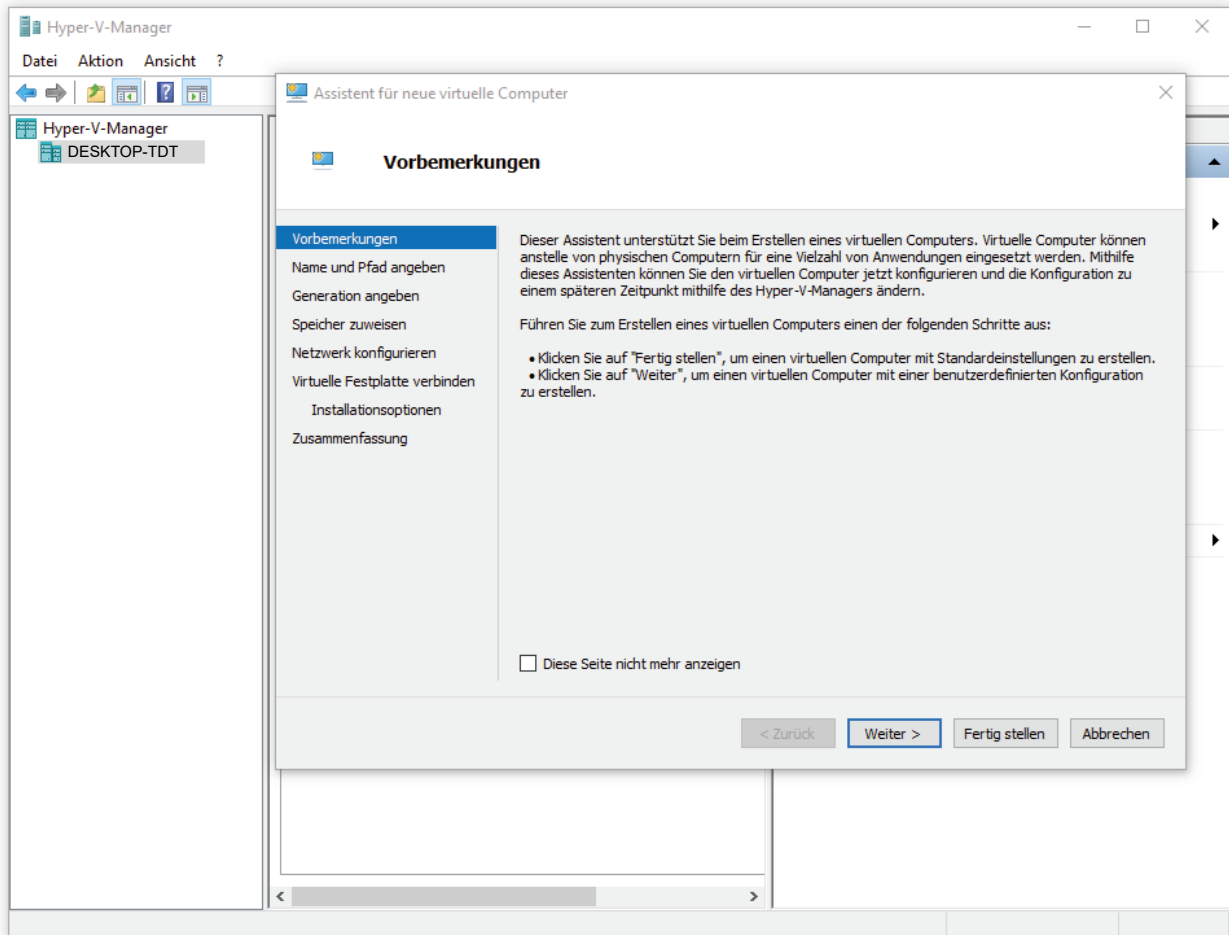 Hyper-V-Manager
Datei Aktion Ansicht ?
Hyper-V-Manager
DESKTOP-TDT
Assistent für neue virtuelle Computer
Vorbemerkungen
Vorbemerkungen
Name und Pfad angeben
Generation angeben
Speicher zuweisen
Netzwerk konfigurieren
Virtuelle Festplatte verbinden
Installationsoptionen
Zusammenfassung
Dieser Assistent unterstützt Sie beim Erstellen eines virtuellen Computers. Virtuelle Computer können
anstelle von physischen Computern für eine Vielzahl von Anwendungen eingesetzt werden. Mithilfe
dieses Assistenten können Sie den virtuellen Computer jetzt konfigurieren und die Konfiguration zu
einem späteren Zeitpunkt mithilfe des Hyper-V-Managers ändern.
Führen Sie zum Erstellen eines virtuellen Computers einen der folgenden Schritte aus:
• Klicken Sie auf "Fertig stellen", um einen virtuellen Computer mit Standardeinstellungen zu erstellen.
• Klicken Sie auf "Weiter", um einen virtuellen Computer mit einer benutzerdefinierten Konfiguration
zu erstellen.
Diese Seite nicht mehr anzeigen
< Zurück Weiter > Fertig stellen Abbrechen